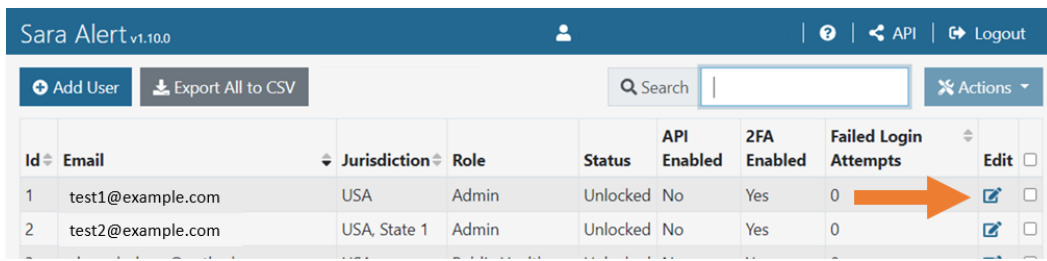 Sara Alert v1.10.0 API Logout
Add User Export All to CSV Search Actions
Id Email Jurisdiction Role Status API Enabled 2FA Enabled Failed Login Attempts Edit
1 test1@example.com USA Admin Unlocked No Yes 0
2 test2@example.com USA, State 1 Admin Unlocked No Yes 0